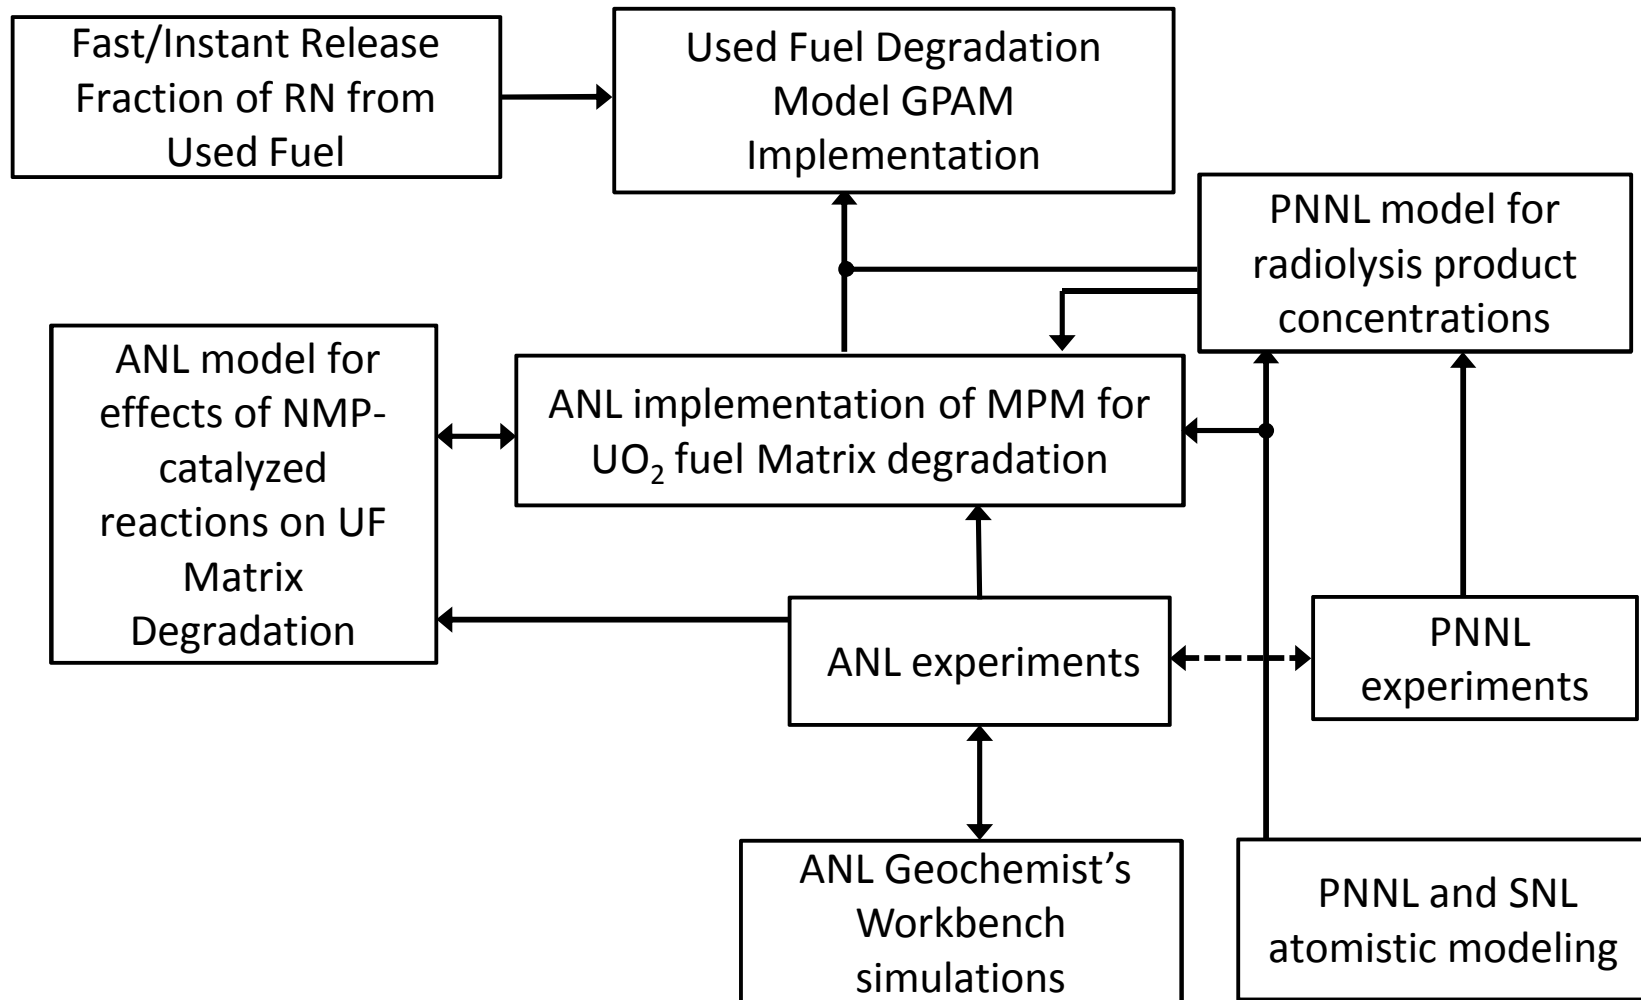 Fast/Instant Release
Fraction of RN from
Used Fuel
Used Fuel Degradation
Model GPAM
Implementation
PNNL model for
radiolysis product
concentrations
ANL model for
effects of NMP-
catalyzed
reactions on UF
Matrix
Degradation
ANL implementation of MPM for
UO₂ fuel Matrix degradation
ANL experiments
PNNL
experiments
ANL Geochemist’s
Workbench
simulations
PNNL and SNL
atomistic modeling